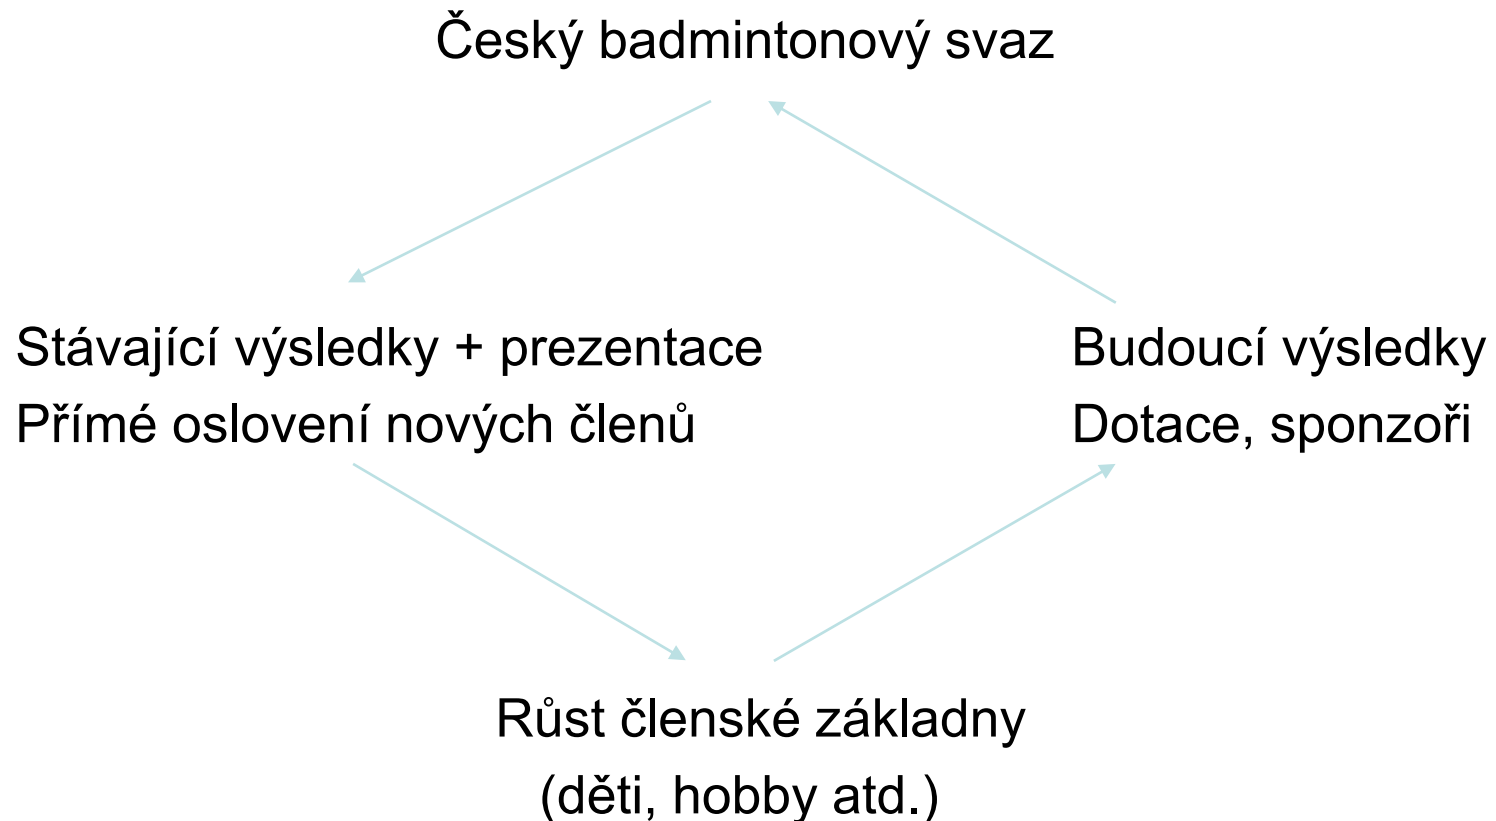 Český badmintonový svaz
Stávající výsledky + prezentace
Přímé oslovení nových členů
Budoucí výsledky
Dotace, sponzoři
Růst členské základny
(děti, hobby atd.)